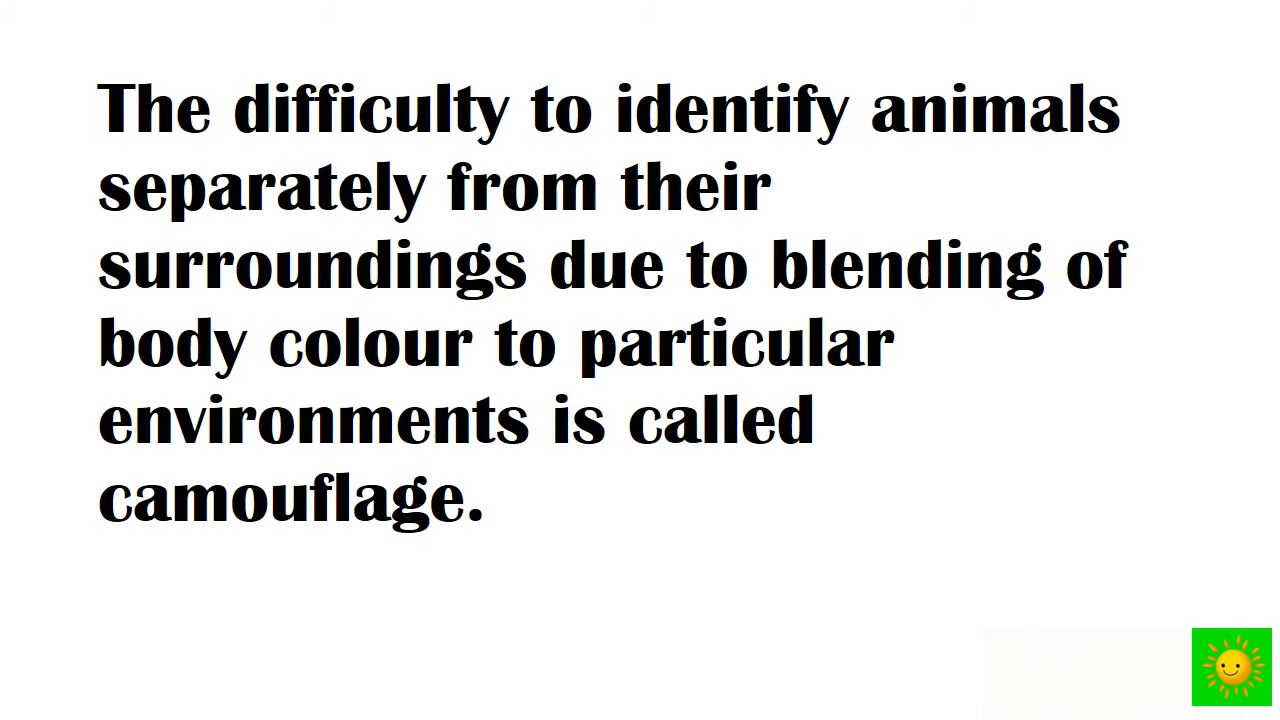 The difficulty to identify animals
separately from their
surroundings due to blending of
body colour to particular
environments is called
camouflage.